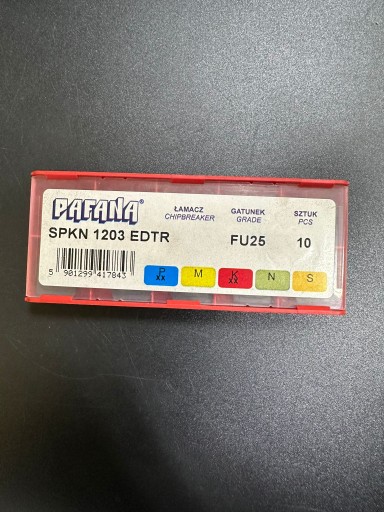 PAFANA®
ŁAMACZ
CHIPBREAKER
GATUNEK
GRADE
SZTUK
PCS
SPKN 1203 EDTR
FU25
10
5 901299 417843
P
xx
M
K
xx
N
S